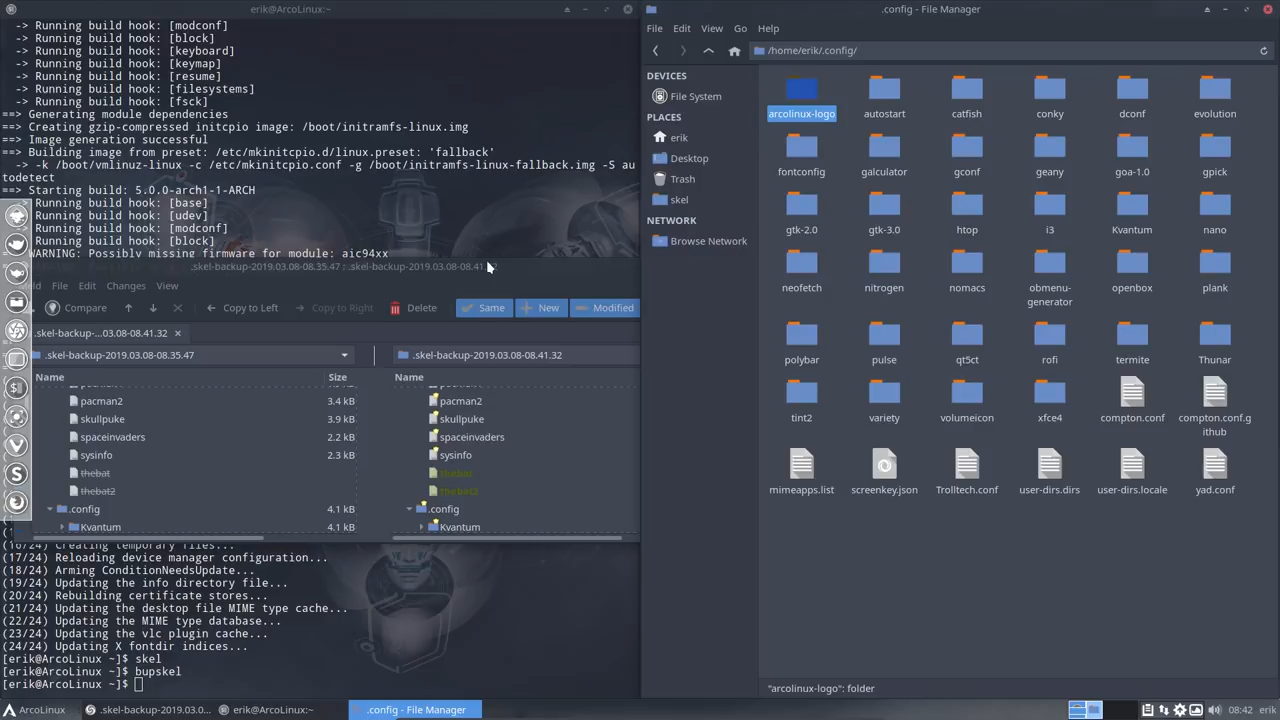 erik@ArcoLinux:~
-> Running build hook: [modconf]
-> Running build hook: [block]
-> Running build hook: [keyboard]
-> Running build hook: [keymap]
-> Running build hook: [resume]
-> Running build hook: [filesystems]
-> Running build hook: [fsck]
==> Generating module dependencies
==> Creating gzip-compressed initcpio image: /boot/initramfs-linux.img
==> Image generation successful
==> Building image from preset: /etc/mkinitcpio.d/linux.preset: 'fallback'
-> -k /boot/vmlinuz-linux -c /etc/mkinitcpio.conf -g /boot/initramfs-linux-fallback.img -S au
todetect
==> Starting build: 5.0.0-arch1-1-ARCH
Running build hook: [base]
Running build hook: [udev]
Running build hook: [modconf]
Running build hook: [block]
WARNING: Possibly missing firmware for module: aic94xx
.skel-backup-2019.03.08-08.35.47 : .skel-backup-2019.03.08-08.41.32
File Edit Changes View
Compare Copy to Left Copy to Right Delete Same New Modified
.skel-backup-...03.08-08.41.32
.skel-backup-2019.03.08-08.35.47 .skel-backup-2019.03.08-08.41.32
Name Size Name
pacman2 3.4 kB pacman2
skullpuke 3.9 kB skullpuke
spaceinvaders 2.2 kB spaceinvaders
sysinfo 2.3 kB sysinfo
thebat thebat
thebat2 thebat2
.config 4.1 kB .config
Kvantum 4.1 kB Kvantum
(16/24) Creating temporary files...
(17/24) Reloading device manager configuration...
(18/24) Arming ConditionNeedsUpdate...
(19/24) Updating the info directory file...
(20/24) Rebuilding certificate stores...
(21/24) Updating the desktop file MIME type cache...
(22/24) Updating the MIME type database...
(23/24) Updating the vlc plugin cache...
(24/24) Updating X fontdir indices...
[erik@ArcoLinux ~]$ skel
[erik@ArcoLinux ~]$ bupskel
[erik@ArcoLinux ~]$
.config - File Manager
File Edit View Go Help
/home/erik/.config/
DEVICES
File System
PLACES
erik
Desktop
Trash
skel
NETWORK
Browse Network
arcolinux-logo autostart catfish conky dconf evolution
fontconfig galculator gconf geany goa-1.0 gpick
gtk-2.0 gtk-3.0 htop i3 Kvantum nano
neofetch nitrogen nomacs obmenu-generator openbox plank
polybar pulse qt5ct rofi termite Thunar
tint2 variety volumeicon xfce4 compton.conf compton.conf.github
mimeapps.list screenkey.json Trolltech.conf user-dirs.dirs user-dirs.locale yad.conf
"arcolinux-logo": folder
ArcoLinux .skel-backup-2019.03.0... erik@ArcoLinux:~ .config - File Manager 08:42 erik